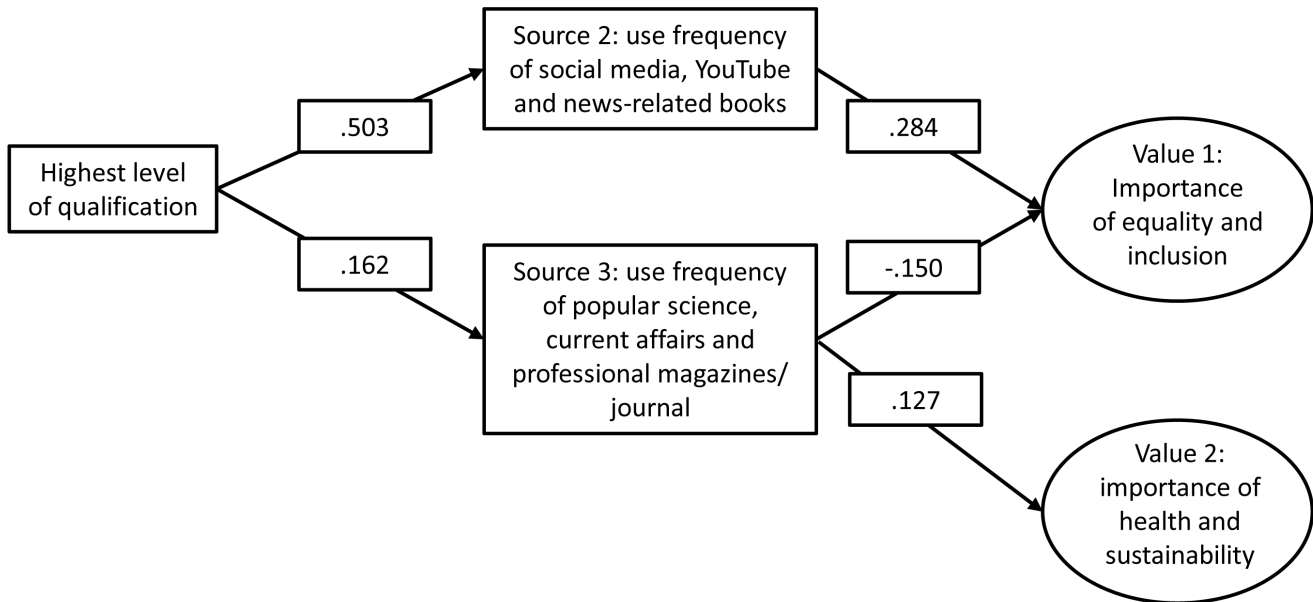 Highest level
of qualification
.503
.162
Source 2: use frequency
of social media, YouTube
and news-related books
Source 3: use frequency
of popular science,
current affairs and
professional magazines/
journal
.284
-.150
.127
Value 1:
Importance
of equality and
inclusion
Value 2:
importance of
health and
sustainability